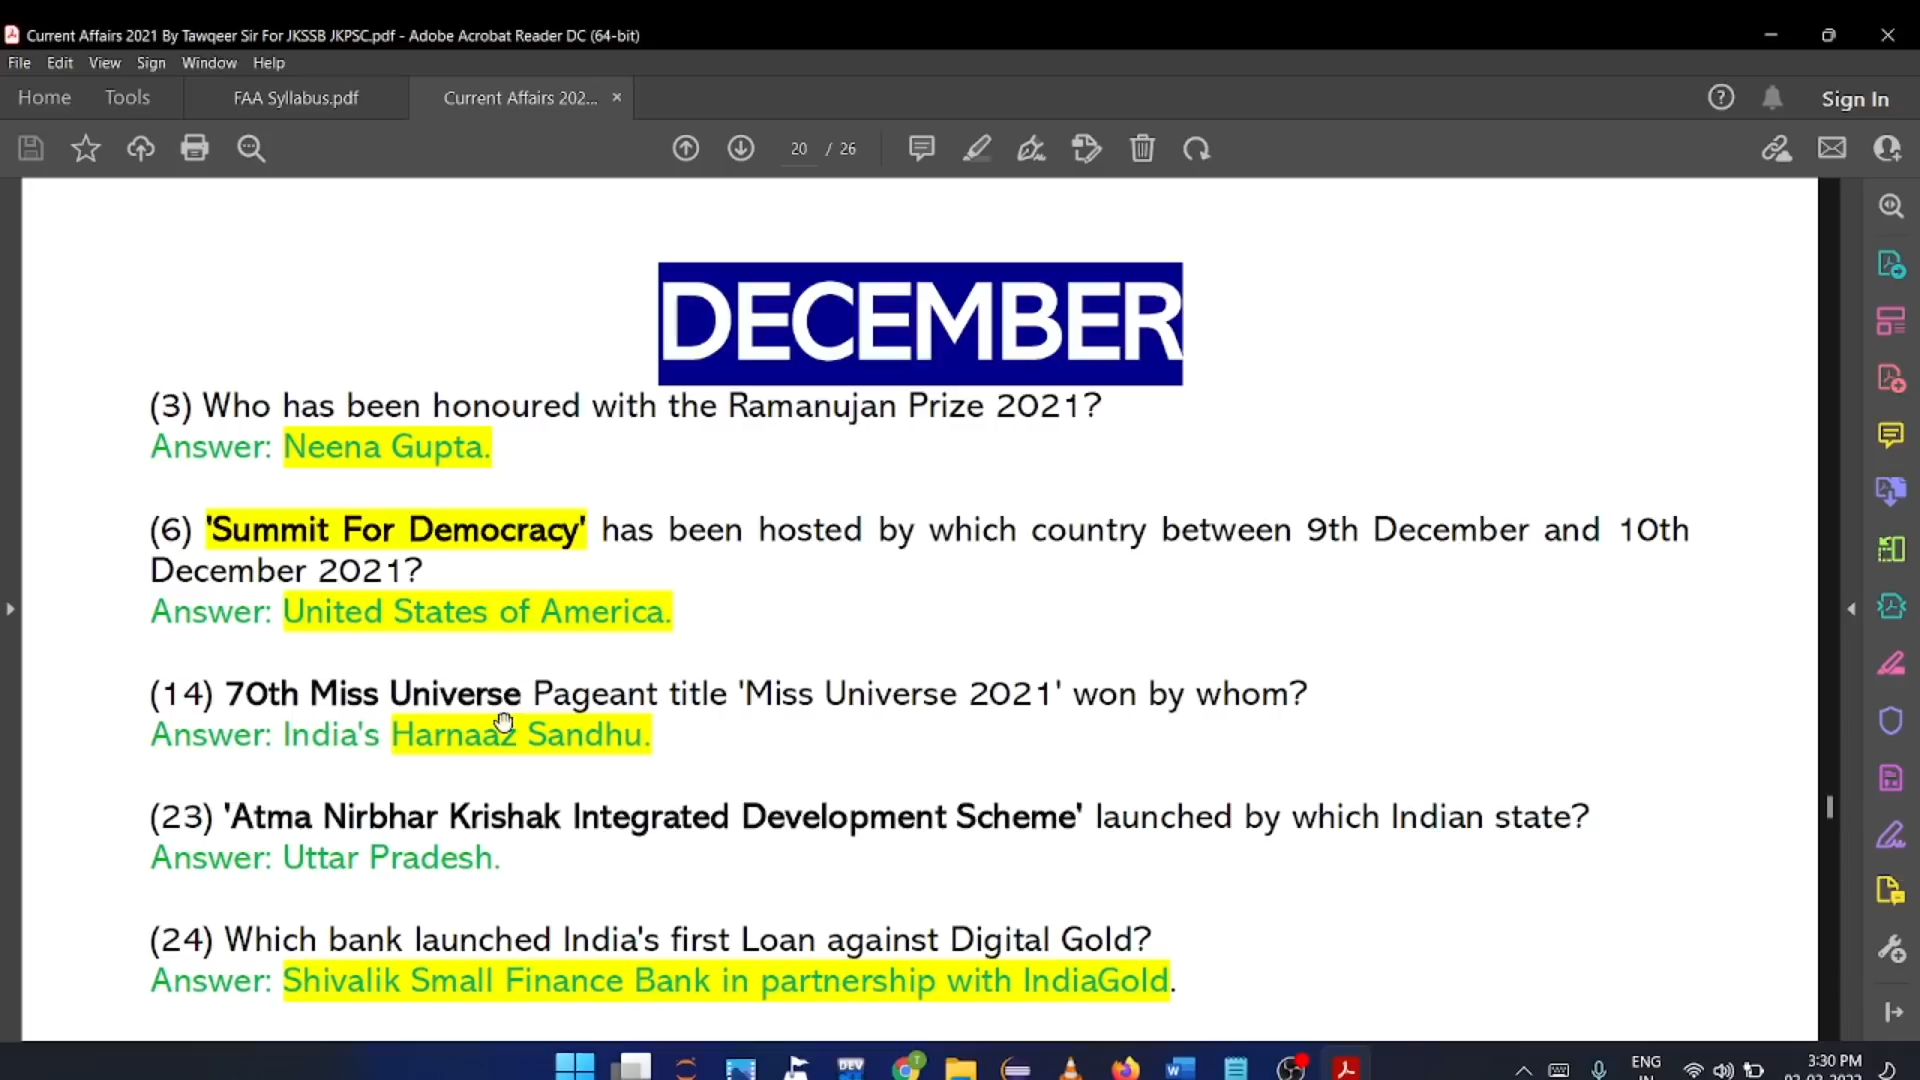 Current Affairs 2021 By Tawqeer Sir For JKSSB JKPSC.pdf - Adobe Acrobat Reader DC (64-bit)
File Edit View Sign Window Help
Home Tools FAA Syllabus.pdf Current Affairs 202... × Sign In
20 / 26
DECEMBER
(3) Who has been honoured with the Ramanujan Prize 2021?
Answer: Neena Gupta.
(6) 'Summit For Democracy' has been hosted by which country between 9th December and 10th
December 2021?
Answer: United States of America.
(14) 70th Miss Universe Pageant title 'Miss Universe 2021' won by whom?
Answer: India's Harnaaz Sandhu.
(23) 'Atma Nirbhar Krishak Integrated Development Scheme' launched by which Indian state?
Answer: Uttar Pradesh.
(24) Which bank launched India's first Loan against Digital Gold?
Answer: Shivalik Small Finance Bank in partnership with IndiaGold.
DEV T ENG 3:30 PM
IN